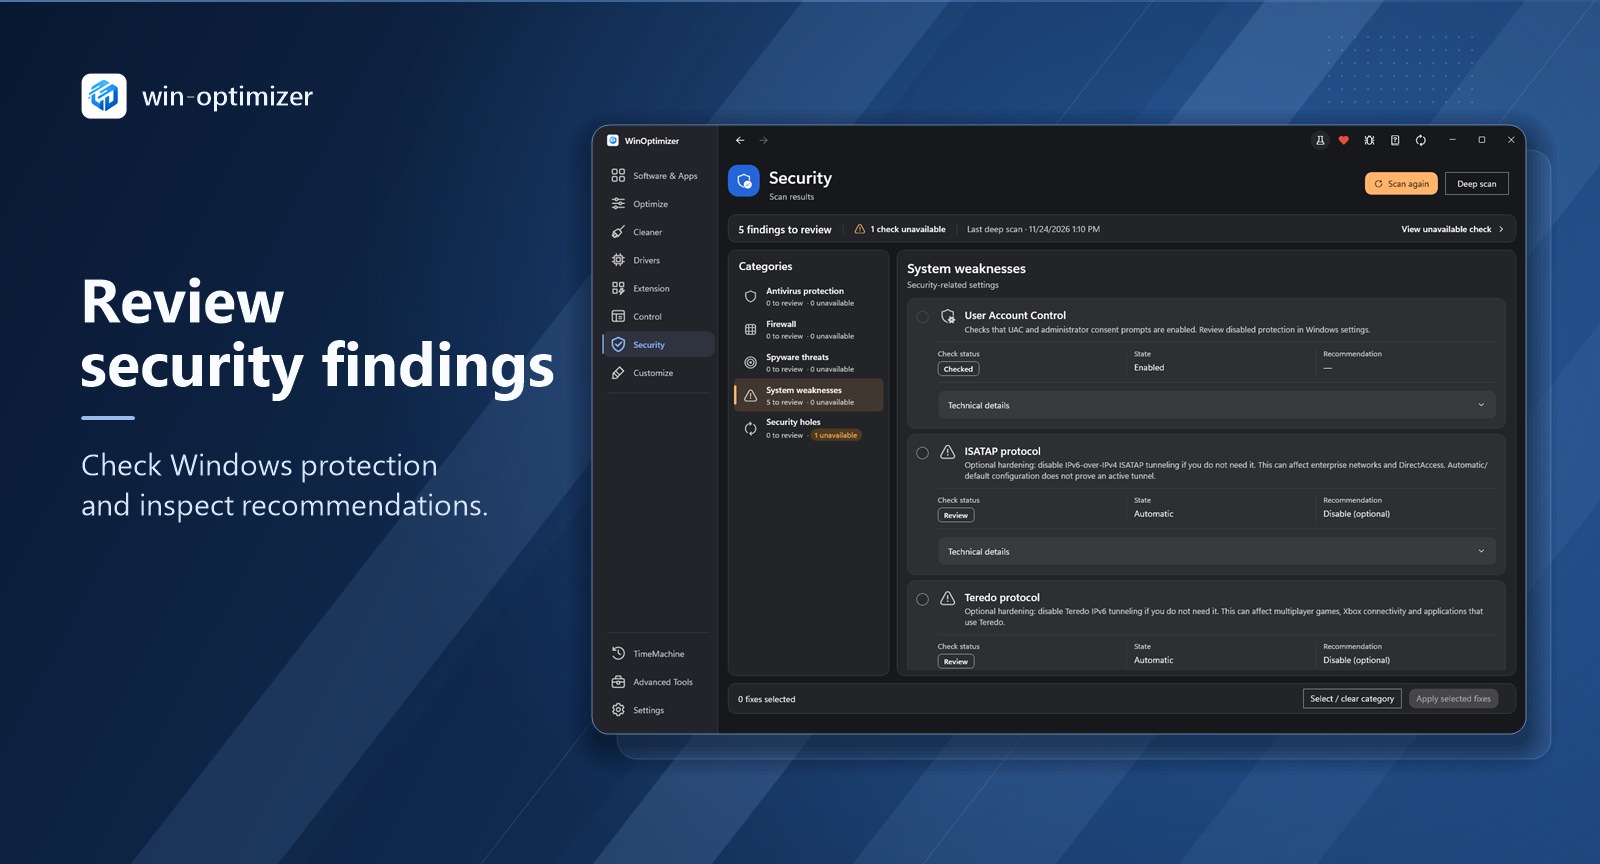 win-optimizer
Review
security findings
Check Windows protection
and inspect recommendations.
WinOptimizer
Software & Apps
Optimize
Cleaner
Drivers
Extension
Control
Security
Customize
TimeMachine
Advanced Tools
Settings
Security
Scan results
Scan again
Deep scan
5 findings to review
1 check unavailable
Last deep scan · 11/24/2026 1:10 PM
View unavailable check
Categories
Antivirus protection
0 to review · 0 unavailable
Firewall
0 to review · 0 unavailable
Spyware threats
0 to review · 0 unavailable
System weaknesses
5 to review · 0 unavailable
Security holes
0 to review · 1 unavailable
System weaknesses
Security-related settings
User Account Control
Checks that UAC and administrator consent prompts are enabled. Review disabled protection in Windows settings.
Check status
State
Recommendation
Checked
Enabled
—
Technical details
ISATAP protocol
Optional hardening: disable IPv6-over-IPv4 ISATAP tunneling if you do not need it. This can affect enterprise networks and DirectAccess. Automatic/
default configuration does not prove an active tunnel.
Check status
State
Recommendation
Review
Automatic
Disable (optional)
Technical details
Teredo protocol
Optional hardening: disable Teredo IPv6 tunneling if you do not need it. This can affect multiplayer games, Xbox connectivity and applications that
use Teredo.
Check status
State
Recommendation
Review
Automatic
Disable (optional)
0 fixes selected
Select / clear category
Apply selected fixes